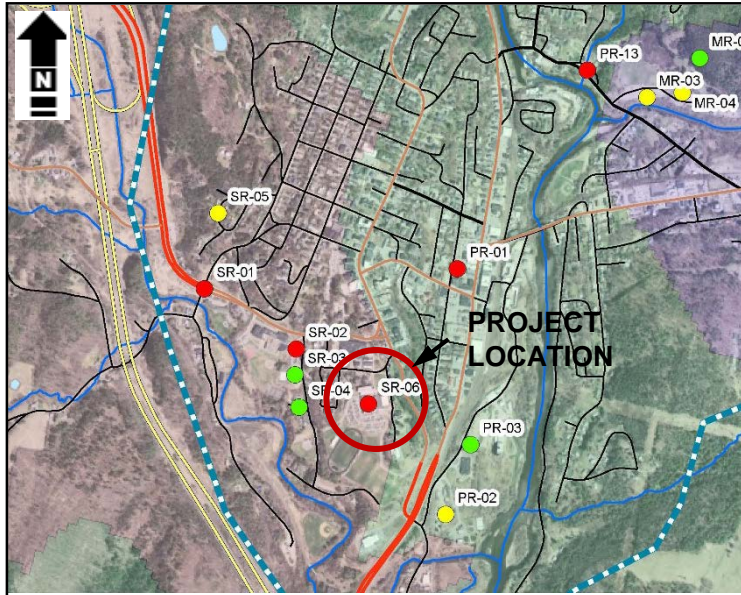 N
PR-13
MR-0
MR-03
MR-04
SR-05
PR-01
SR-01
PROJECT
LOCATION
SR-02
SR-03
SR-04
SR-06
PR-03
PR-02